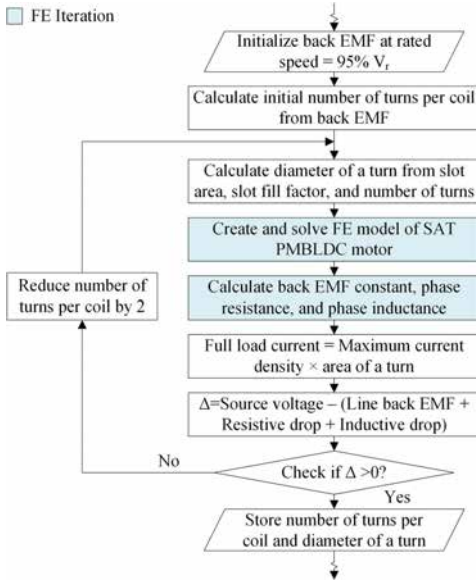 FE Iteration
Initialize back EMF at rated
speed = 95% Vr
Calculate initial number of turns per coil
from back EMF
Calculate diameter of a turn from slot
area, slot fill factor, and number of turns
Create and solve FE model of SAT
PMBLDC motor
Reduce number of
turns per coil by 2
Calculate back EMF constant, phase
resistance, and phase inductance
Full load current = Maximum current
density × area of a turn
Δ=Source voltage – (Line back EMF +
Resistive drop + Inductive drop)
No
Check if Δ >0?
Yes
Store number of turns per
coil and diameter of a turn